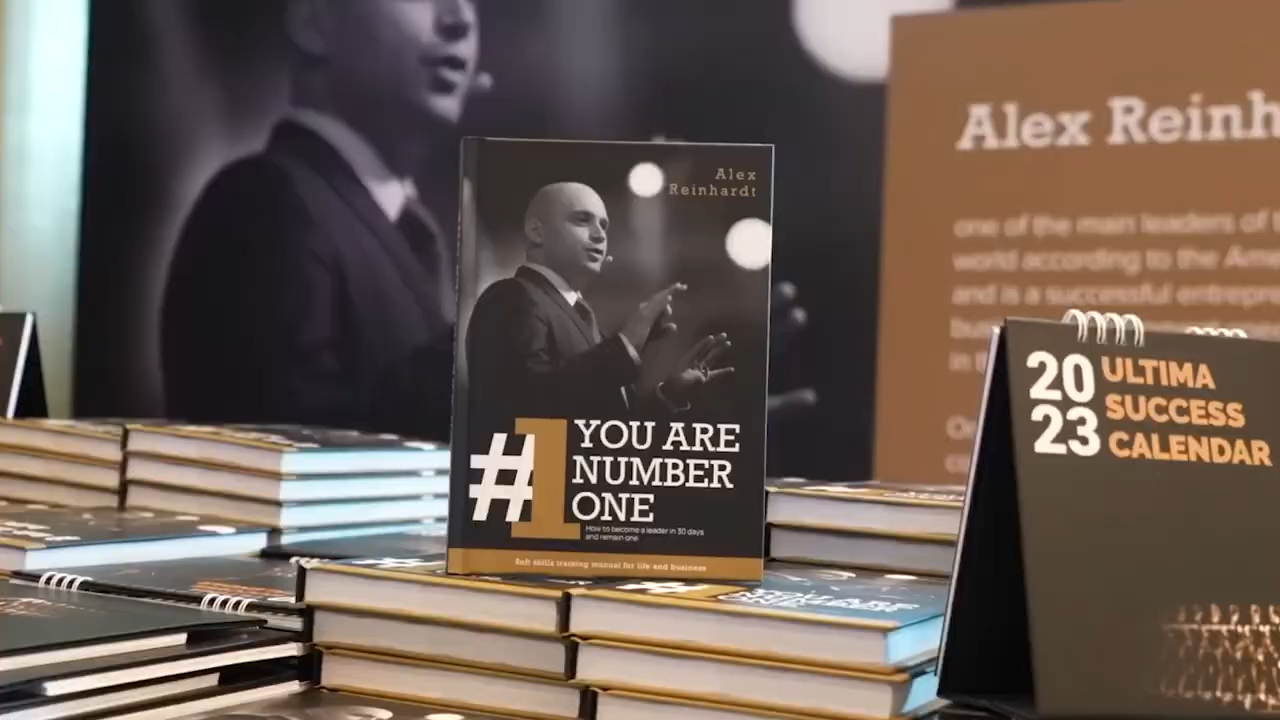 Alex
Reinhardt
#1 YOU ARE
NUMBER
ONE
How to become a leader in 30 days
and remain one
Soft skills training manual for life and business
Alex Reinh
one of the main leaders of
world according to the Ame
and is a successful entrepre
2023
ULTIMA
SUCCESS
CALENDAR